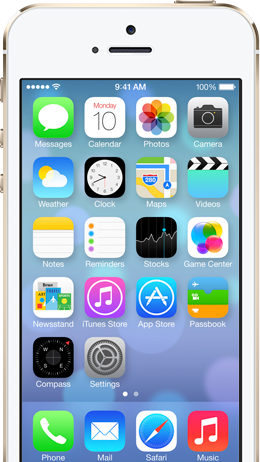 9:41 AM 100%
Monday
10
Messages Calendar Photos Camera
280
Weather Clock Maps Videos
Notes Reminders Stocks Game Center
News
Newsstand iTunes Store App Store Passbook
Compass Settings
Phone Mail Safari Music